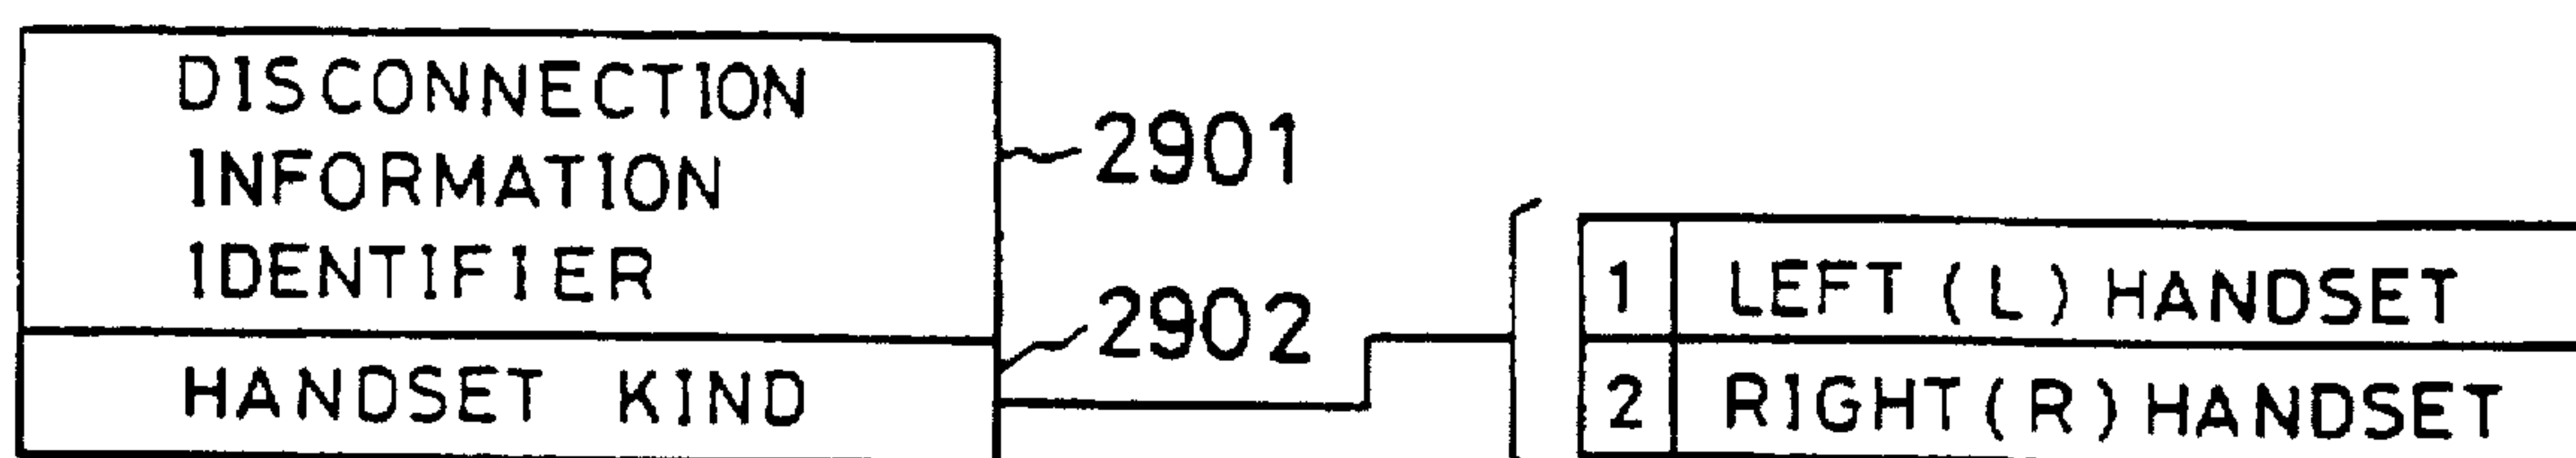 DISCONNECTION
INFORMATION
IDENTIFIER
2901
HANDSET KIND
2902
1 LEFT (L) HANDSET
2 RIGHT (R) HANDSET